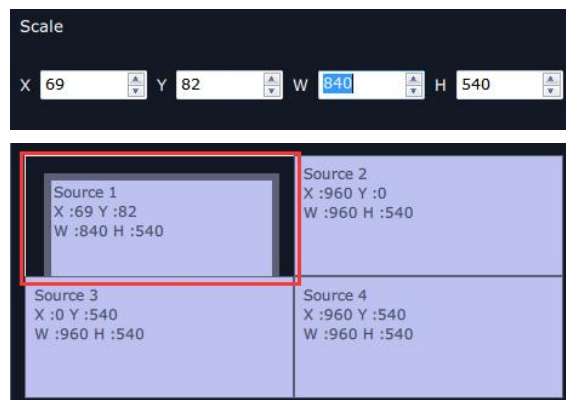 Scale
X 69 Y 82 W 840 H 540
Source 1
X :69 Y :82
W :840 H :540
Source 2
X :960 Y :0
W :960 H :540
Source 3
X :0 Y :540
W :960 H :540
Source 4
X :960 Y :540
W :960 H :540